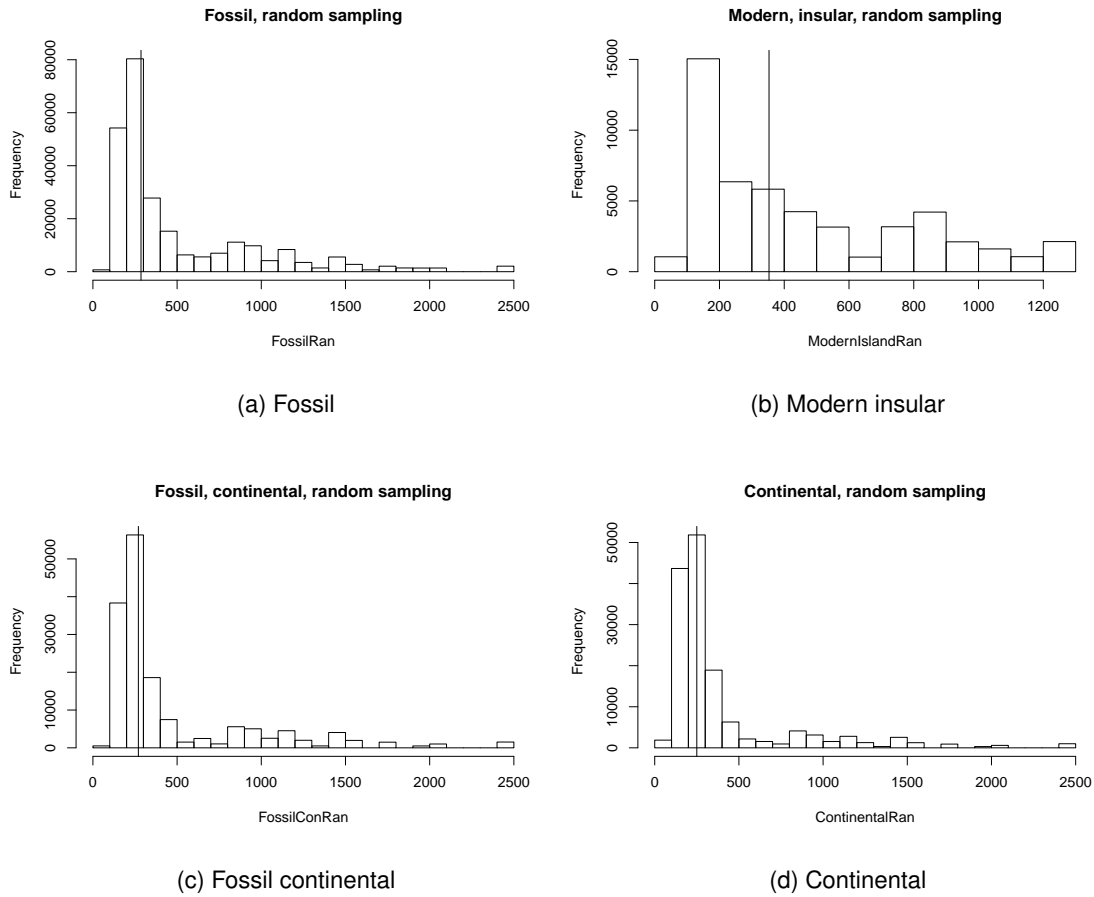 Fossil, random sampling
Frequency
0
20000
40000
60000
80000
0 500 1000 1500 2000 2500
FossilRan
(a) Fossil
Modern, insular, random sampling
Frequency
0
5000
10000
15000
0 200 400 600 800 1000 1200
ModernIslandRan
(b) Modern insular
Fossil, continental, random sampling
Frequency
0
10000
30000
50000
0 500 1000 1500 2000 2500
FossilConRan
(c) Fossil continental
Continental, random sampling
Frequency
0
10000
30000
50000
0 500 1000 1500 2000 2500
ContinentalRan
(d) Continental